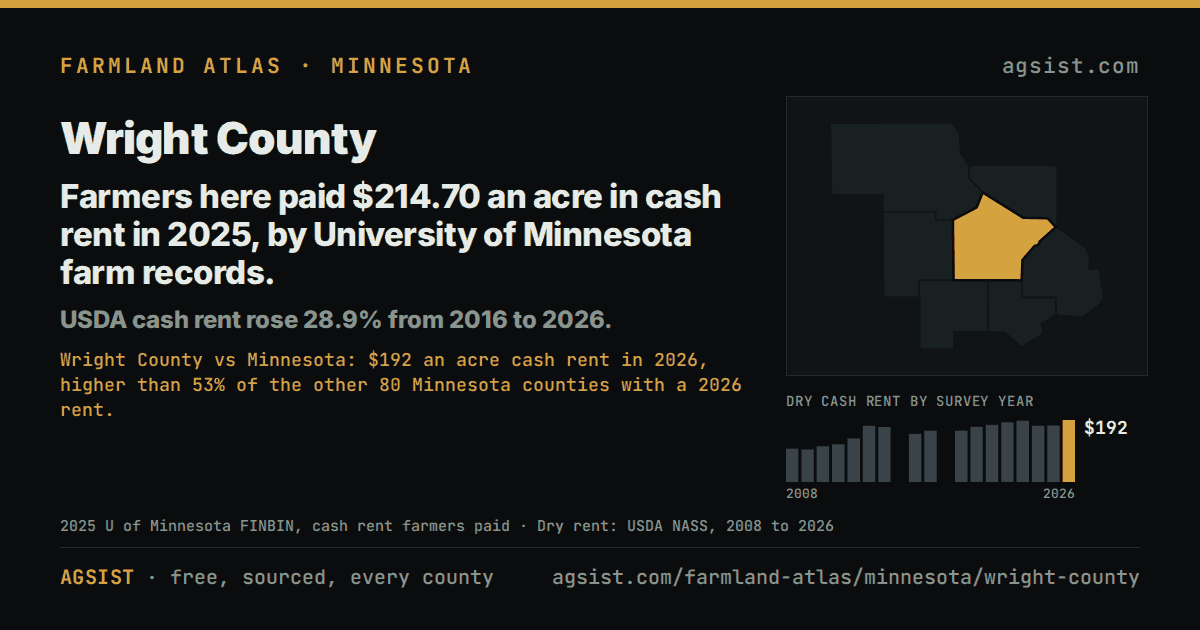 FARMLAND ATLAS · MINNESOTA
agsist.com
Wright County
Farmers here paid $214.70 an acre in cash
rent in 2025, by University of Minnesota
farm records.
USDA cash rent rose 28.9% from 2016 to 2026.
Wright County vs Minnesota: $192 an acre cash rent in 2026,
higher than 53% of the other 80 Minnesota counties with a 2026
rent.
DRY CASH RENT BY SURVEY YEAR
$192
2008
2026
2025 U of Minnesota FINBIN, cash rent farmers paid · Dry rent: USDA NASS, 2008 to 2026
AGSIST · free, sourced, every county
agsist.com/farmland-atlas/minnesota/wright-county